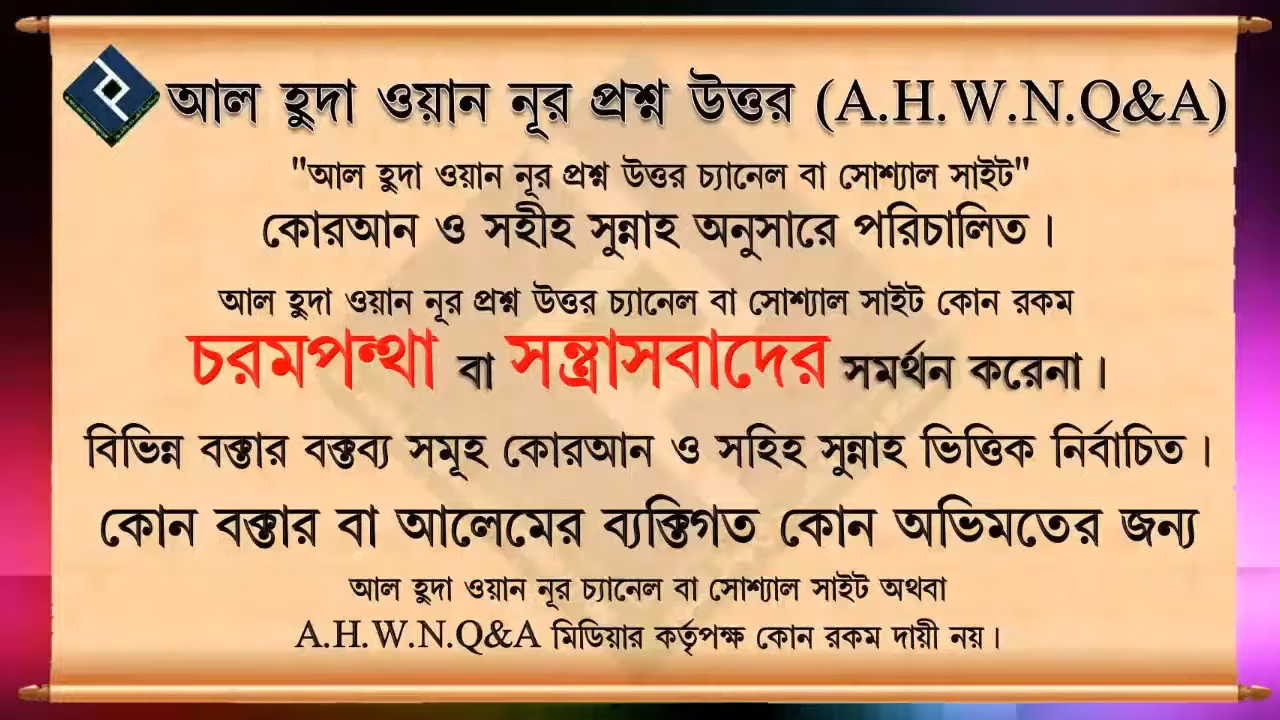 আল হুদা ওয়ান নূর প্রশ্ন উত্তর (A.H.W.N.Q&A)
"আল হুদা ওয়ান নূর প্রশ্ন উত্তর চ্যানেল বা সোশ্যাল সাইট"
কোরআন ও সহীহ সুন্নাহ অনুসারে পরিচালিত ।
আল হুদা ওয়ান নূর প্রশ্ন উত্তর চ্যানেল বা সোশ্যাল সাইট কোন রকম
চরমপন্থা বা সন্ত্রাসবাদের সমর্থন করেনা ।
বিভিন্ন বক্তার বক্তব্য সমূহ কোরআন ও সহিহ সুন্নাহ ভিত্তিক নির্বাচিত ।
কোন বক্তার বা আলেমের ব্যক্তিগত কোন অভিমতের জন্য
আল হুদা ওয়ান নূর চ্যানেল বা সোশ্যাল সাইট অথবা
A.H.W.N.Q&A মিডিয়ার কর্তৃপক্ষ কোন রকম দায়ী নয় ।